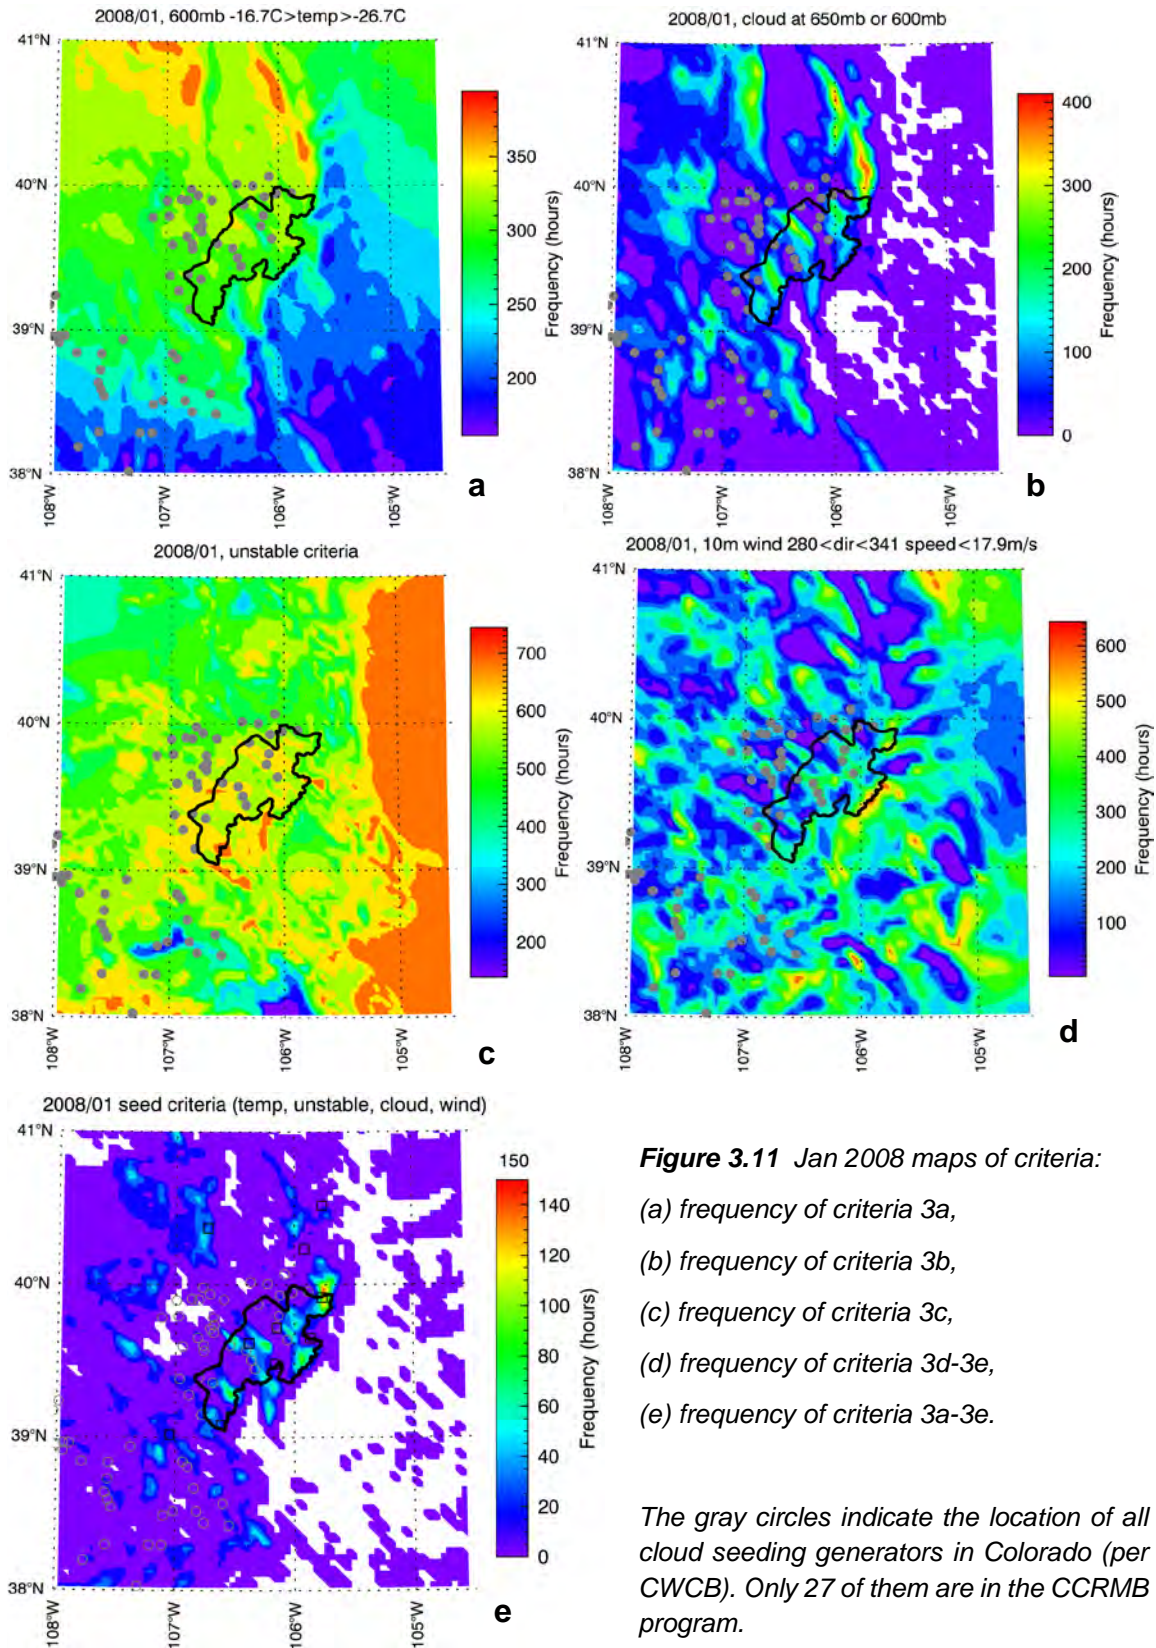 2008/01, 600mb -16.7C>temp>-26.7C
41°N
40°N
39°N
38°N
108°W
107°W
106°W
105°W
350
300
250
200
Frequency (hours)
a
2008/01, cloud at 650mb or 600mb
41°N
40°N
39°N
38°N
108°W
107°W
106°W
105°W
400
300
200
100
0
Frequency (hours)
b
2008/01, unstable criteria
41°N
40°N
39°N
38°N
108°W
107°W
106°W
105°W
700
600
500
400
300
200
Frequency (hours)
c
2008/01, 10m wind 280<dir<341 speed<17.9m/s
41°N
40°N
39°N
38°N
108°W
107°W
106°W
105°W
600
500
400
300
200
100
Frequency (hours)
d
2008/01 seed criteria (temp, unstable, cloud, wind)
41°N
40°N
39°N
38°N
108°W
107°W
106°W
105°W
150
140
120
100
80
60
40
20
0
Frequency (hours)
e
Figure 3.11 Jan 2008 maps of criteria:
(a) frequency of criteria 3a,
(b) frequency of criteria 3b,
(c) frequency of criteria 3c,
(d) frequency of criteria 3d-3e,
(e) frequency of criteria 3a-3e.
The gray circles indicate the location of all
cloud seeding generators in Colorado (per
CWCB). Only 27 of them are in the CCRMB
program.